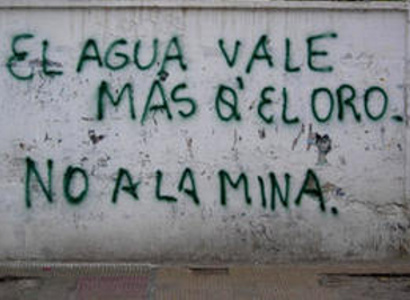 EL AGUA VALE
MÁS Q' EL ORO.
NO A LA MINA.